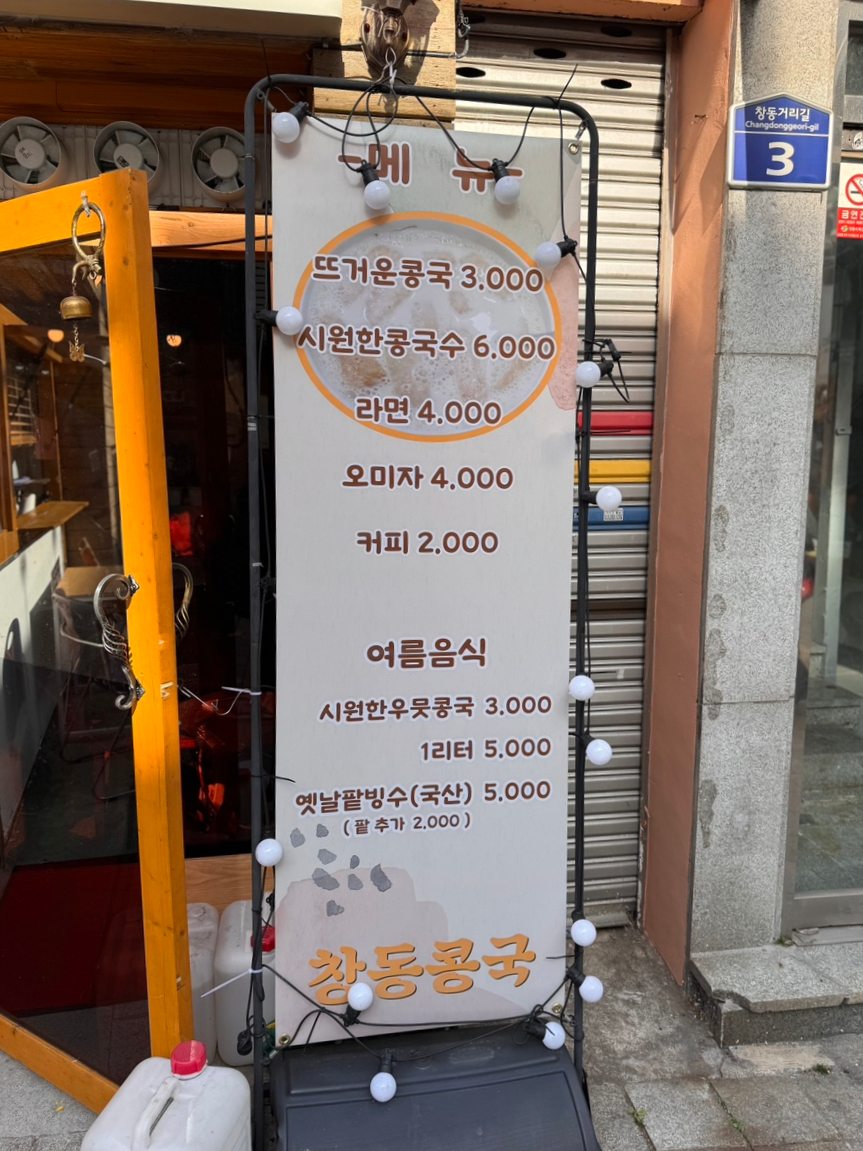 메 뉴
뜨거운콩국 3.000
시원한콩국수 6.000
라면 4.000
오미자 4.000
커피 2.000
여름음식
시원한우뭇콩국 3.000
1리터 5.000
옛날팥빙수(국산) 5.000
( 팥 추가 2,000 )
창동콩국
창동거리길
Changdonggeori-gil
3
금연